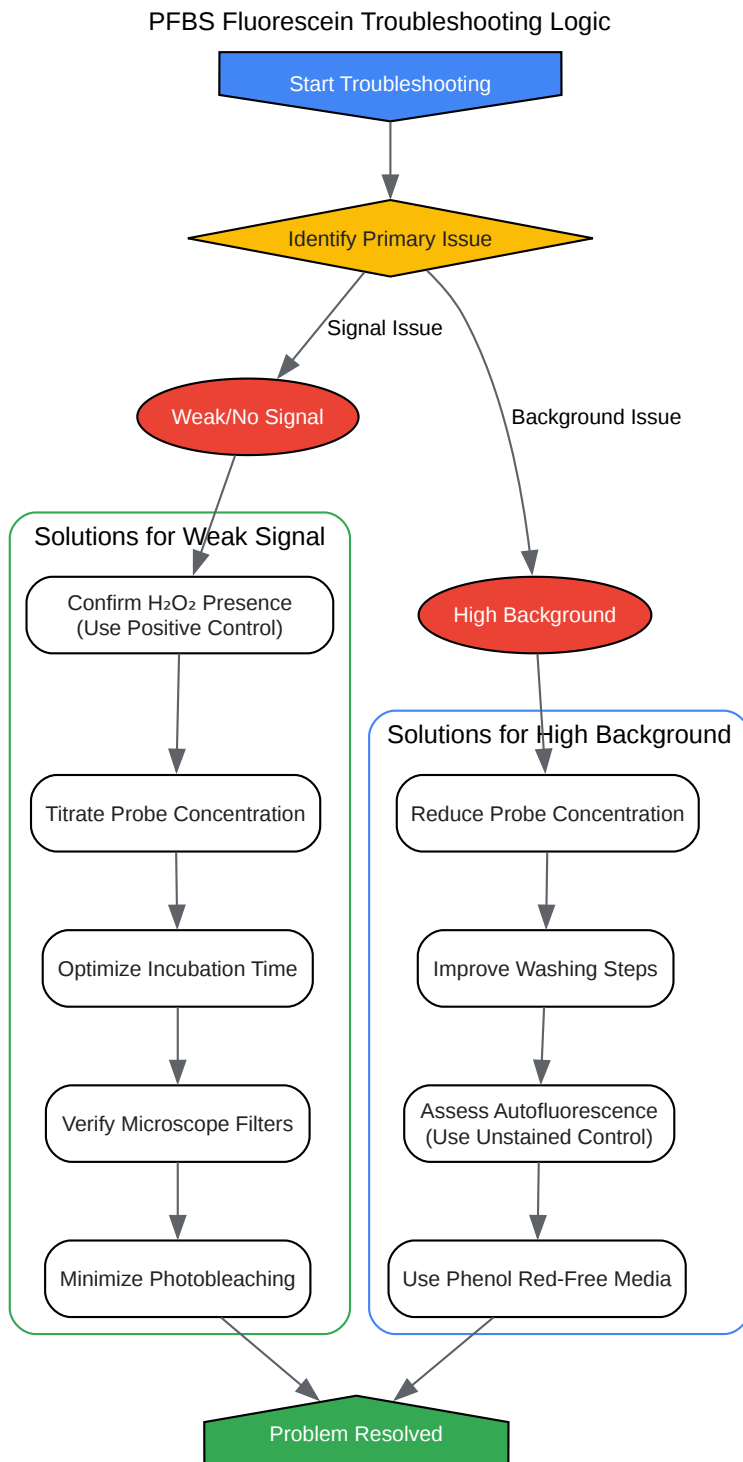 PFBS Fluorescein Troubleshooting Logic
Start Troubleshooting
Identify Primary Issue
Signal Issue
Weak/No Signal
Background Issue
Solutions for Weak Signal
Confirm H₂O₂ Presence
(Use Positive Control)
High Background
Solutions for High Background
Titrate Probe Concentration
Reduce Probe Concentration
Optimize Incubation Time
Improve Washing Steps
Verify Microscope Filters
Assess Autofluorescence
(Use Unstained Control)
Minimize Photobleaching
Use Phenol Red-Free Media
Problem Resolved